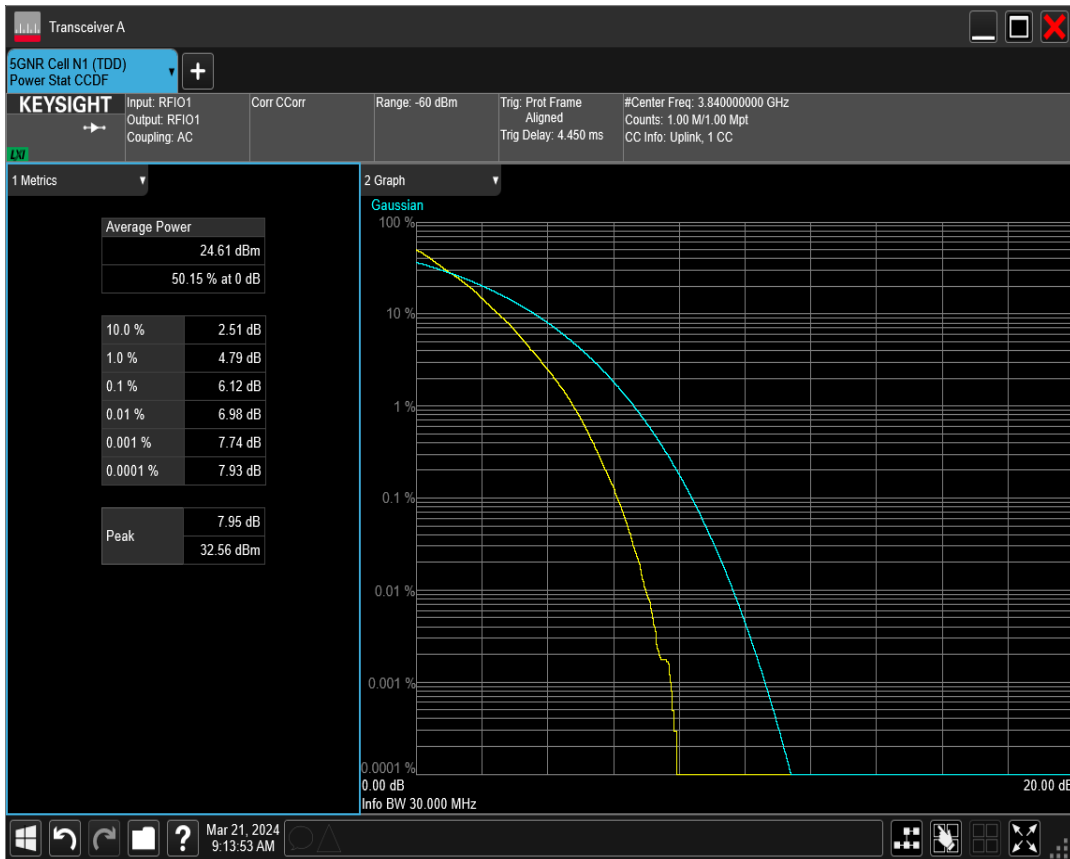 Transceiver A
5GNR Cell N1 (TDD)
Power Stat CCDF
+
KEYSIGHT
LXI
Input: RFIO1
Output: RFIO1
Coupling: AC
Corr CCorr
Range: -60 dBm
Trig: Prot Frame
Aligned
Trig Delay: 4.450 ms
#Center Freq: 3.840000000 GHz
Counts: 1.00 M/1.00 Mpt
CC Info: Uplink, 1 CC
1 Metrics
Average Power
24.61 dBm
50.15 % at 0 dB
10.0 % 2.51 dB
1.0 % 4.79 dB
0.1 % 6.12 dB
0.01 % 6.98 dB
0.001 % 7.74 dB
0.0001 % 7.93 dB
Peak
7.95 dB
32.56 dBm
2 Graph
Gaussian
100 %
10 %
1 %
0.1 %
0.01 %
0.001 %
0.0001 %
0.00 dB
20.00 dB
Info BW 30.000 MHz
?
Mar 21, 2024
9:13:53 AM